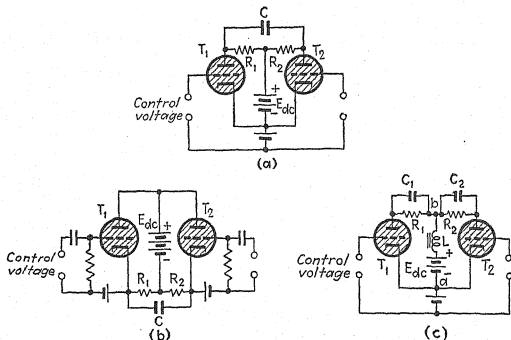 C
T1 R1 R2 T2
+
Edc
-
Control
voltage
(a)
T1 Edc + T2
-
Control
voltage
R1 R2
C
(b)
C1 C2
b
R1 R2
L
T1 Edc + T2
-
a
Control
voltage
(c)